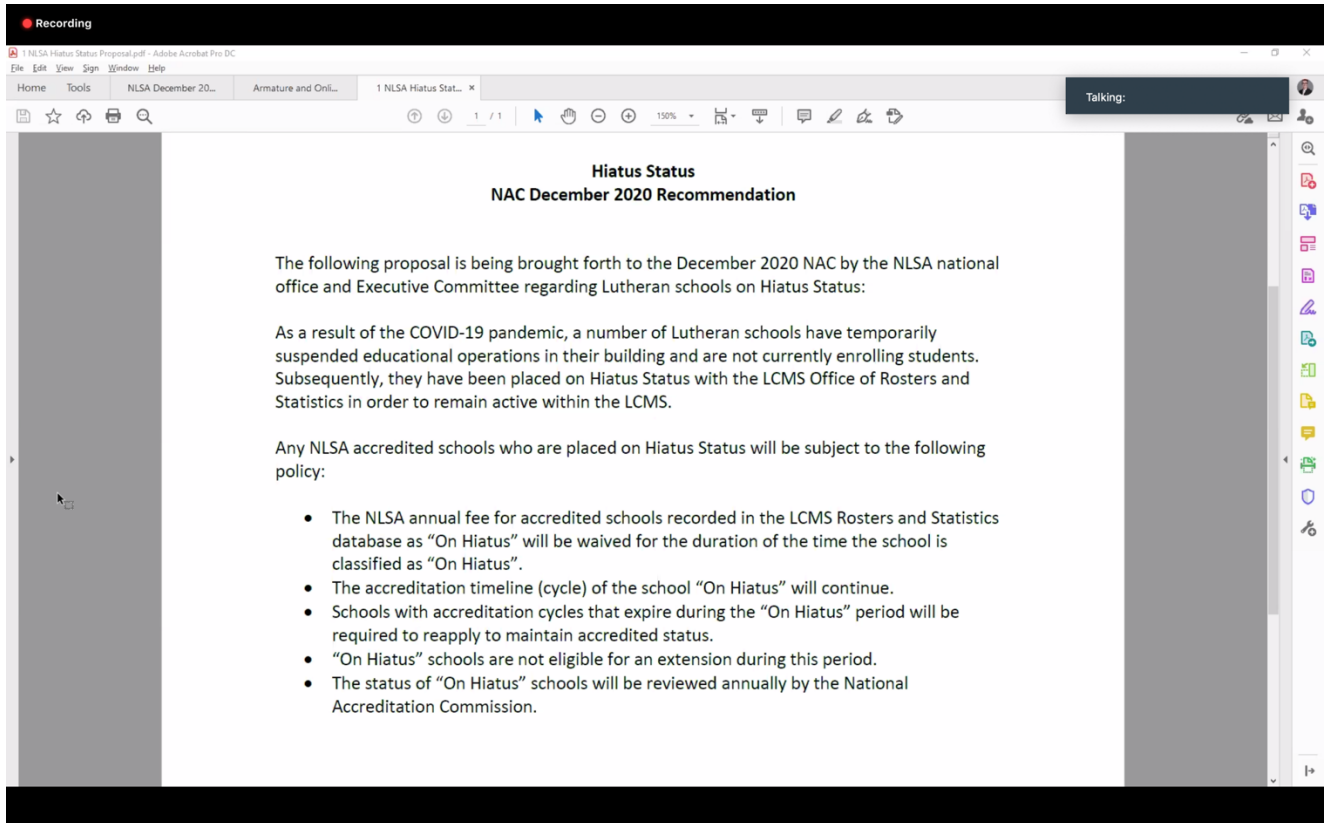 Recording
1 NLSA Hiatus Status Proposal.pdf - Adobe Acrobat Pro DC
File Edit View Sign Window Help
Home Tools NLSA December 20... Armature and Onli... 1 NLSA Hiatus Stat... ×
Talking:
1 / 1 150%
Hiatus Status
NAC December 2020 Recommendation
The following proposal is being brought forth to the December 2020 NAC by the NLSA national
office and Executive Committee regarding Lutheran schools on Hiatus Status:
As a result of the COVID-19 pandemic, a number of Lutheran schools have temporarily
suspended educational operations in their building and are not currently enrolling students.
Subsequently, they have been placed on Hiatus Status with the LCMS Office of Rosters and
Statistics in order to remain active within the LCMS.
Any NLSA accredited schools who are placed on Hiatus Status will be subject to the following
policy:
• The NLSA annual fee for accredited schools recorded in the LCMS Rosters and Statistics
database as “On Hiatus” will be waived for the duration of the time the school is
classified as “On Hiatus”.
• The accreditation timeline (cycle) of the school “On Hiatus” will continue.
• Schools with accreditation cycles that expire during the “On Hiatus” period will be
required to reapply to maintain accredited status.
• “On Hiatus” schools are not eligible for an extension during this period.
• The status of “On Hiatus” schools will be reviewed annually by the National
Accreditation Commission.